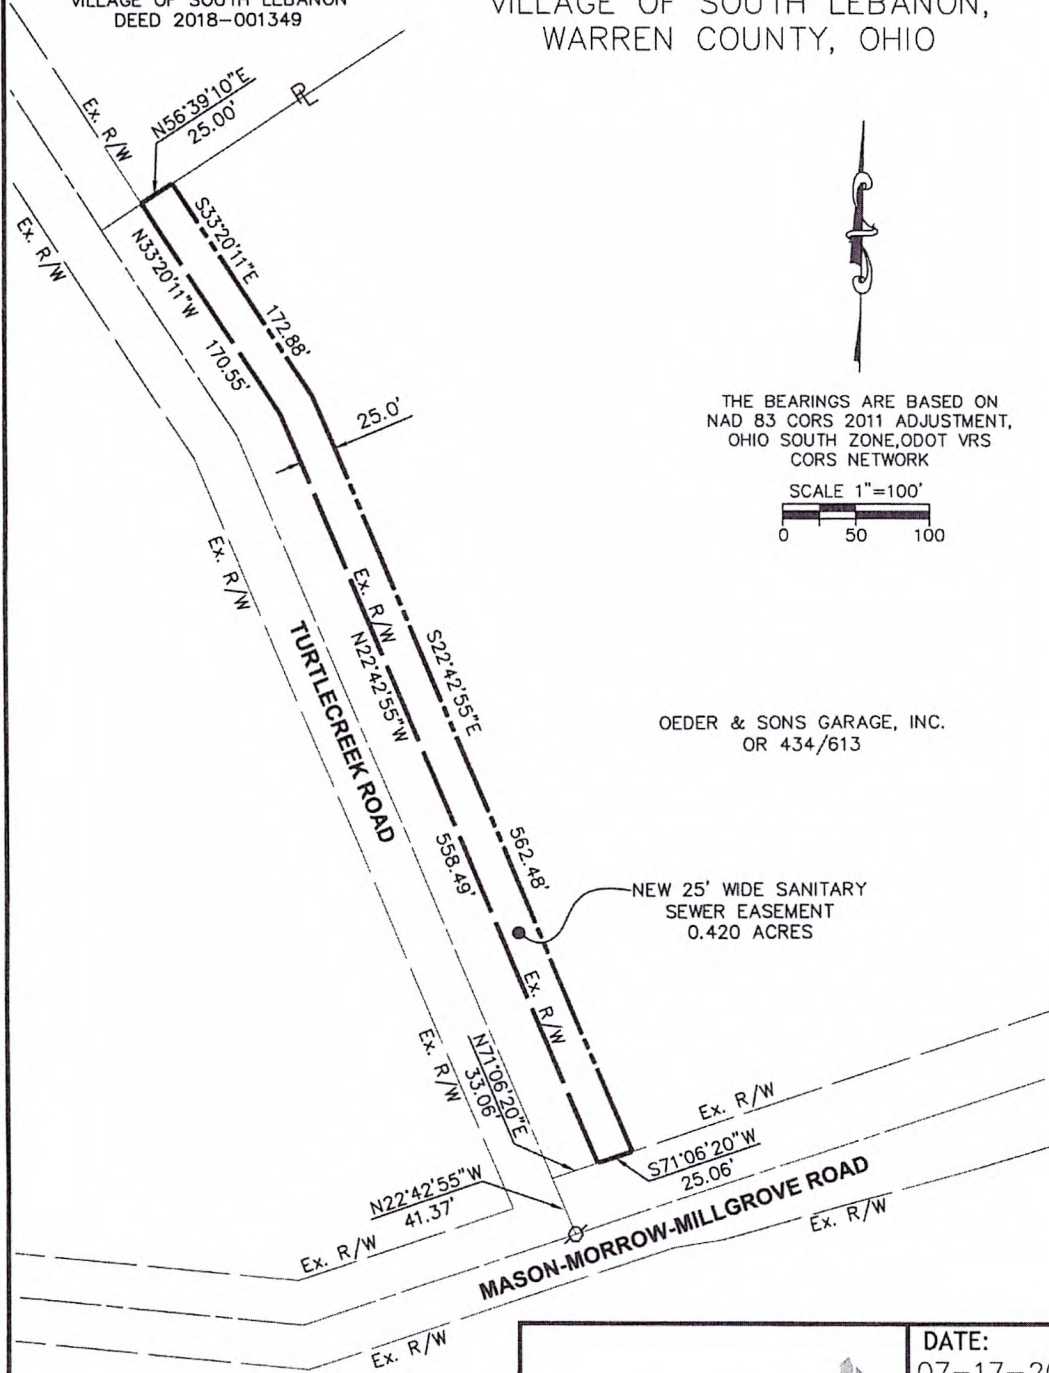 VILLAGE OF SOUTH LEBANON
DEED 2018-001349
VILLAGE OF SOUTH LEBANON,
WARREN COUNTY, OHIO
Ex. R/W
N56°39'10"E
25.00'
PL
Ex. R/W
S33°20'11"E
172.88'
N33°20'11"W
170.55'
25.0'
THE BEARINGS ARE BASED ON
NAD 83 CORS 2011 ADJUSTMENT,
OHIO SOUTH ZONE,ODOT VRS
CORS NETWORK
SCALE 1"=100'
0 50 100
Ex. R/W
Ex. R/W
TURTLECREEK ROAD
N22°42'55"W
558.49'
S22°42'55"E
562.48'
OEDER & SONS GARAGE, INC.
OR 434/613
NEW 25' WIDE SANITARY
SEWER EASEMENT
0.420 ACRES
Ex. R/W
Ex. R/W
N71°06'20"E
33.06'
Ex. R/W
S71°06'20"W
25.06'
N22°42'55"W
41.37'
Ex. R/W
MASON-MORROW-MILLGROVE ROAD
Ex. R/W
Ex. R/W
DATE: